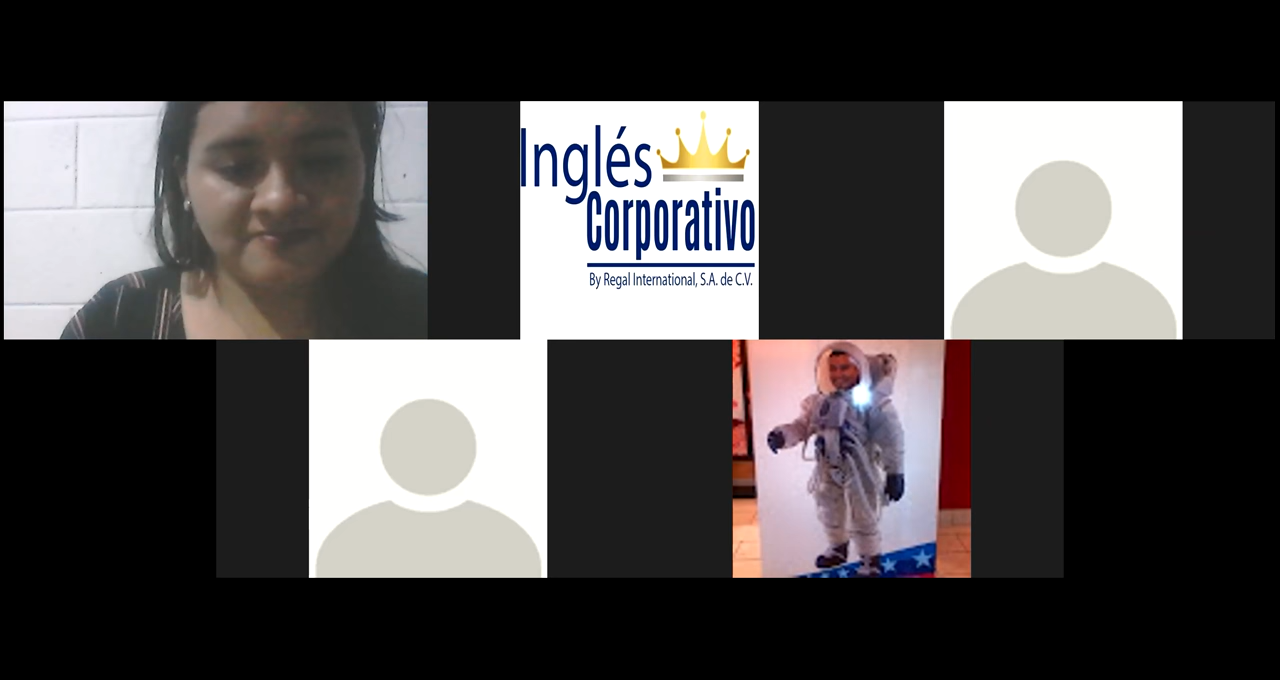 Inglés
Corporativo
By Regal International, S.A. de C.V.